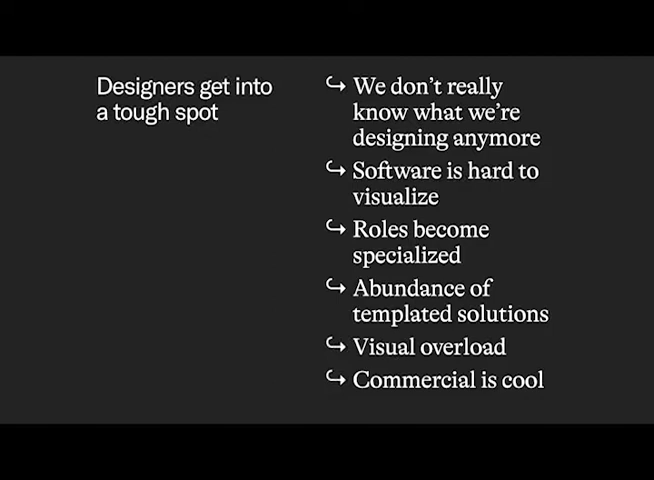 Designers get into
a tough spot
↪ We don’t really
know what we’re
designing anymore
↪ Software is hard to
visualize
↪ Roles become
specialized
↪ Abundance of
templated solutions
↪ Visual overload
↪ Commercial is cool